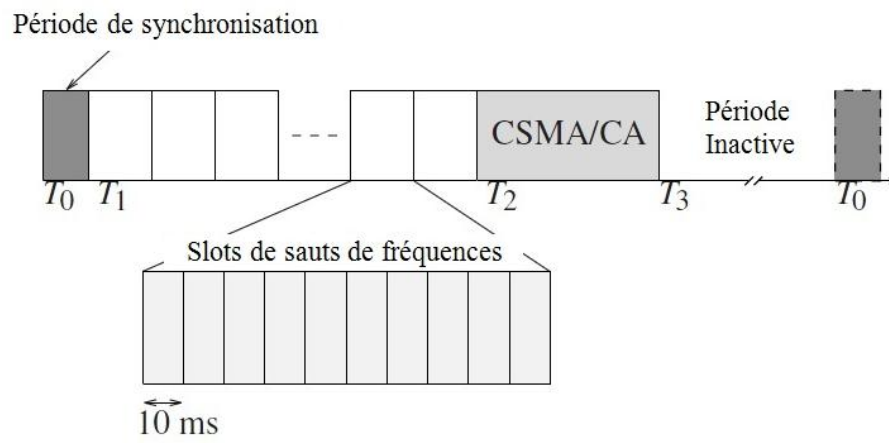 Période de synchronisation
CSMA/CA
Période
Inactive
T0
T1
T2
T3
T0
Slots de sauts de fréquences
10 ms